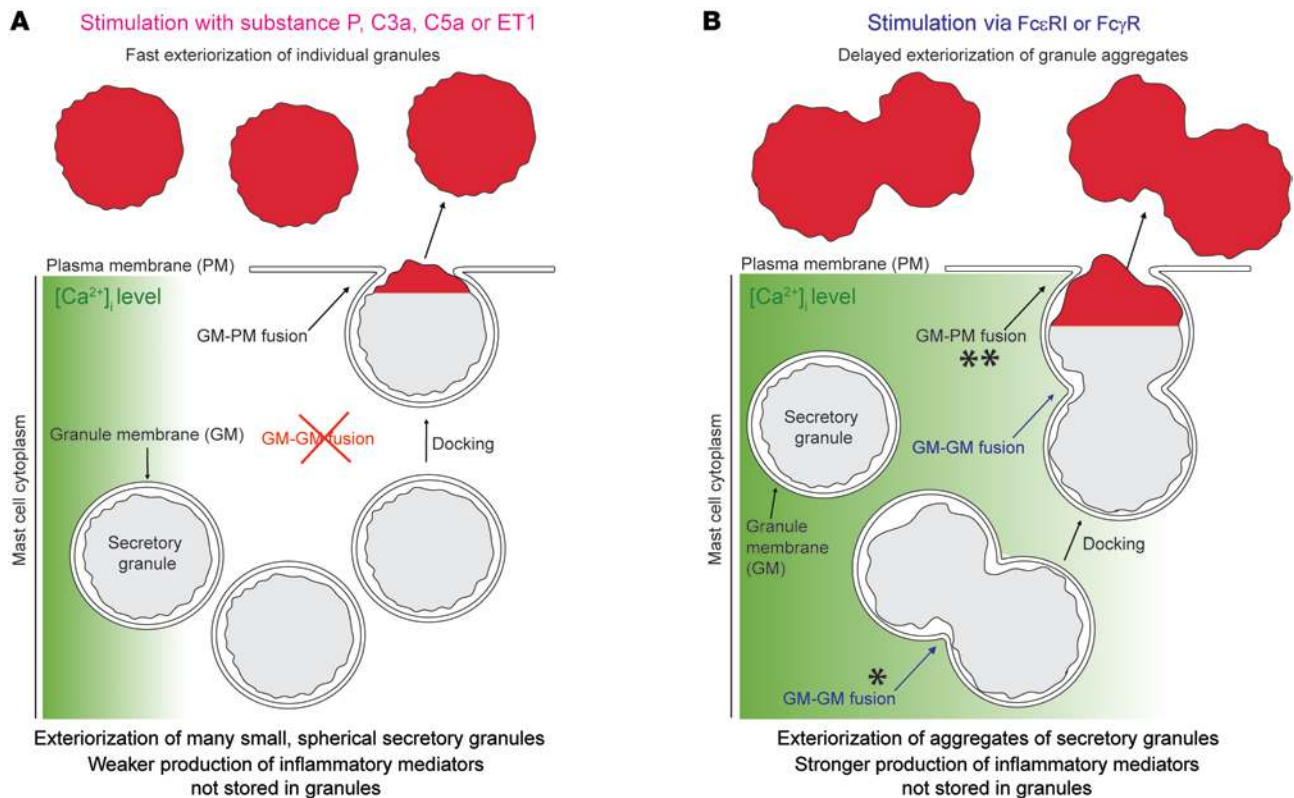 A
Stimulation with substance P, C3a, C5a or ET1
Fast exteriorization of individual granules
Plasma membrane (PM)
[Ca²⁺]ᵢ level
GM-PM fusion
Granule membrane (GM)
GM-GM fusion
Docking
Secretory
granule
Mast cell cytoplasm
Exteriorization of many small, spherical secretory granules
Weaker production of inflammatory mediators
not stored in granules
B
Stimulation via FcεRI or FcγR
Delayed exteriorization of granule aggregates
Plasma membrane (PM)
[Ca²⁺]ᵢ level
GM-PM fusion
**
Secretory
granule
GM-GM fusion
Granule
membrane
(GM)
Docking
*
GM-GM fusion
Mast cell cytoplasm
Exteriorization of aggregates of secretory granules
Stronger production of inflammatory mediators
not stored in granules